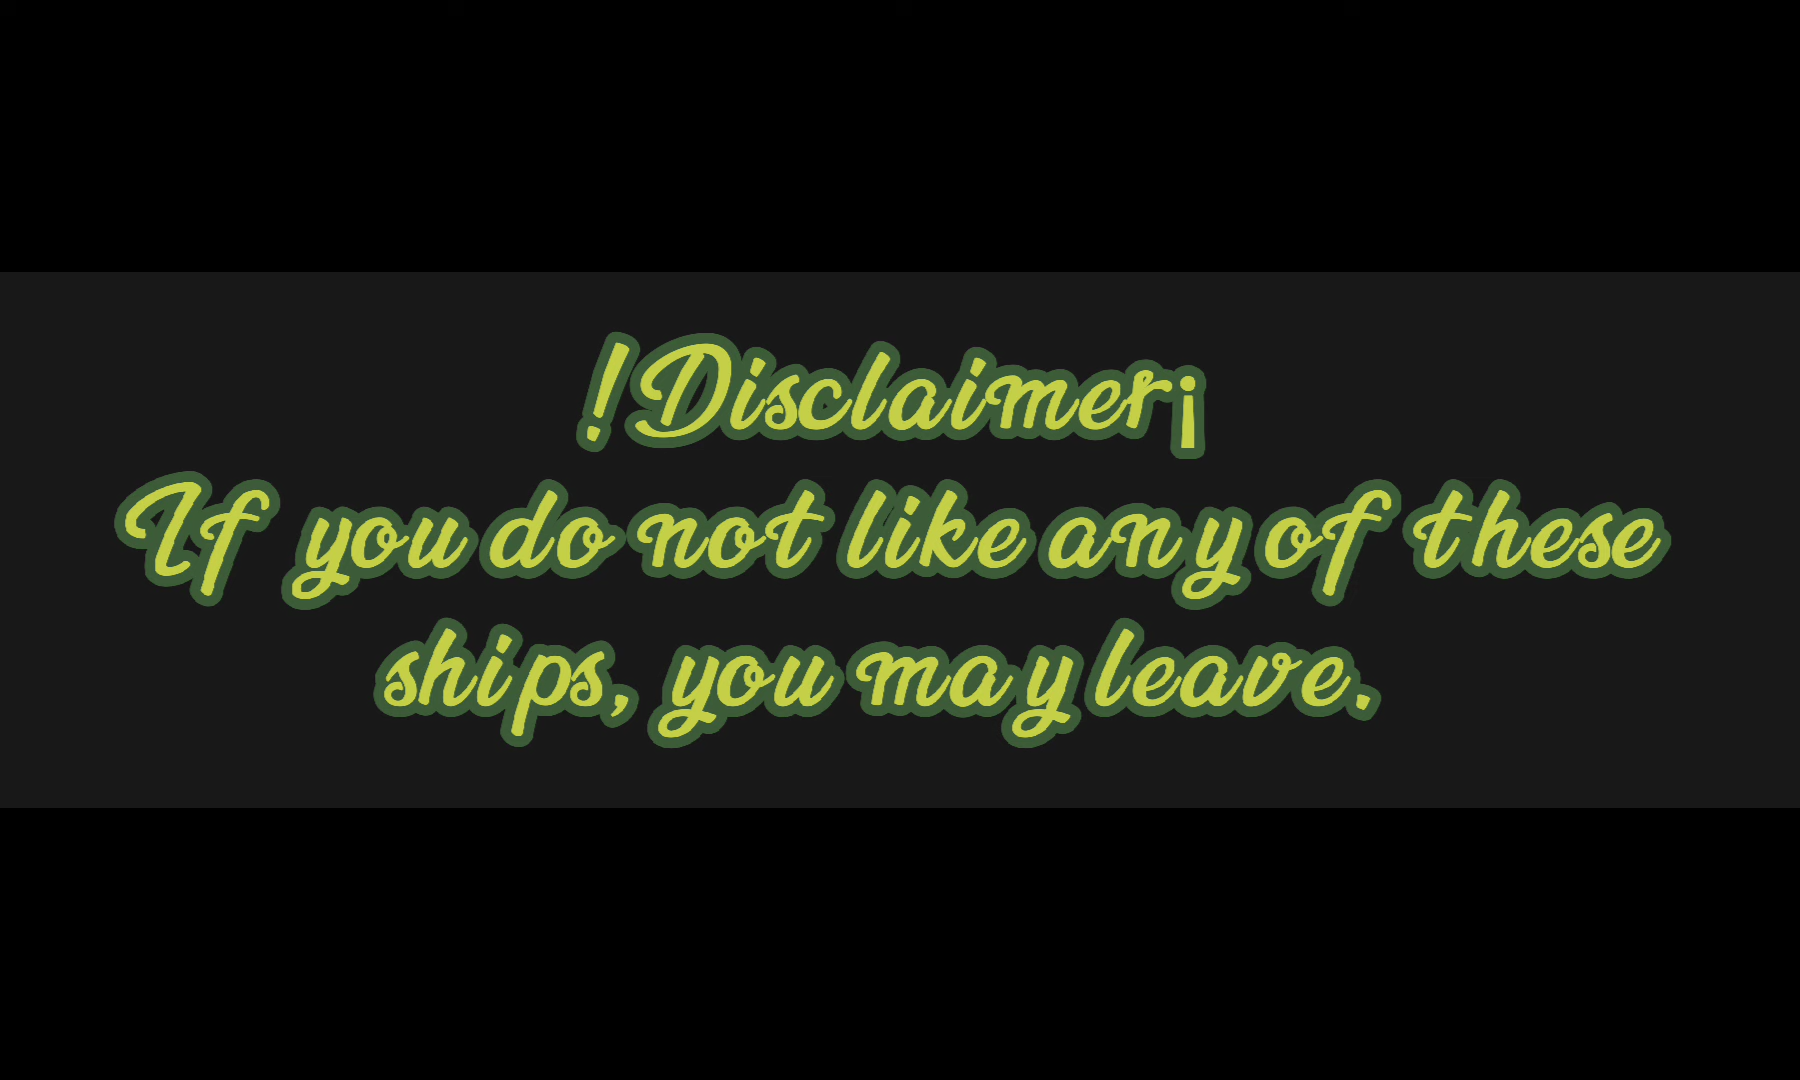 !Disclaimer¡
If you do not like any of these
ships, you may leave.